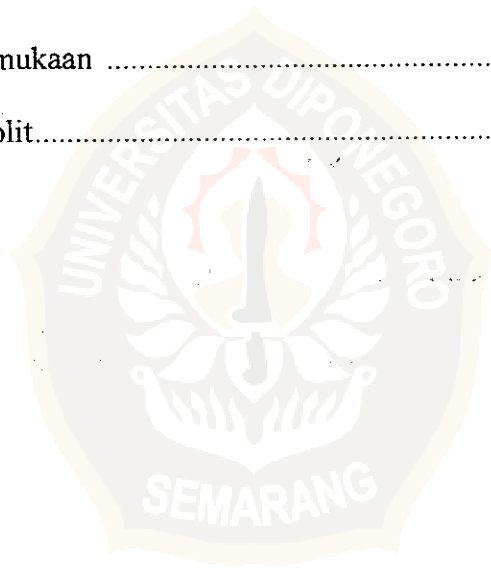 mukaan ................................................
olit................................................
UNIVERSITAS DIPONEGORO
SEMARANG